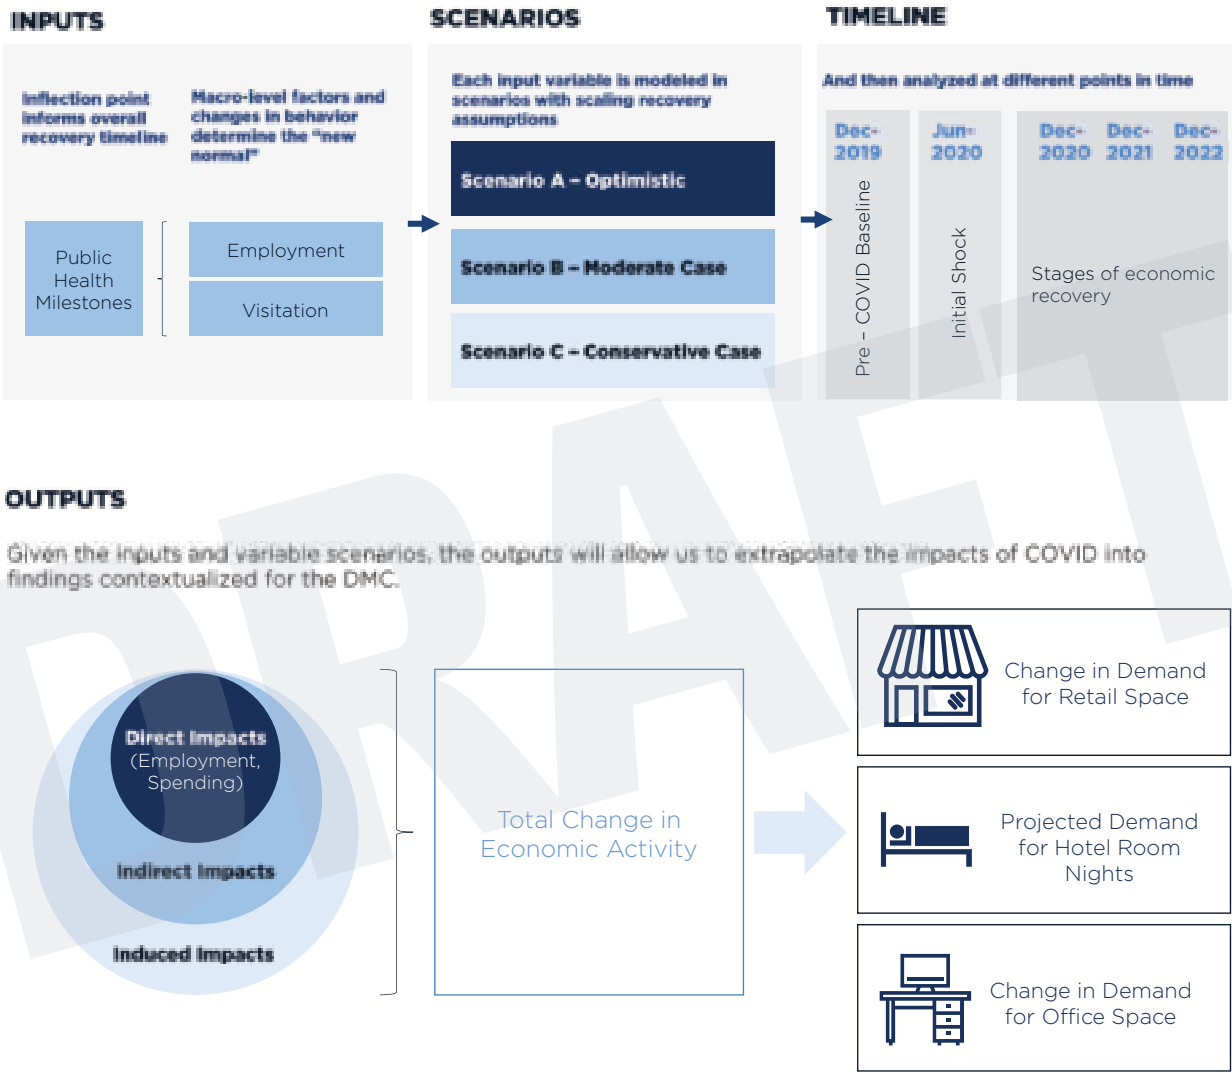 INPUTS
Inflection point
informs overall
recovery timeline
Macro-level factors and
changes in behavior
determine the "new
normal"
Public
Health
Milestones
Employment
Visitation
SCENARIOS
Each input variable is modeled in
scenarios with scaling recovery
assumptions
Scenario A – Optimistic
Scenario B – Moderate Case
Scenario C – Conservative Case
TIMELINE
And then analyzed at different points in time
Dec-
2019
Pre - COVID Baseline
Jun-
2020
Initial Shock
Dec-
2020
Dec-
2021
Dec-
2022
Stages of economic
recovery
OUTPUTS
Given the inputs and variable scenarios, the outputs will allow us to extrapolate the impacts of COVID into
findings contextualized for the DMC.
Direct Impacts
(Employment,
Spending)
Indirect Impacts
Induced Impacts
Total Change in
Economic Activity
Change in Demand
for Retail Space
Projected Demand
for Hotel Room
Nights
Change in Demand
for Office Space
DRAFT